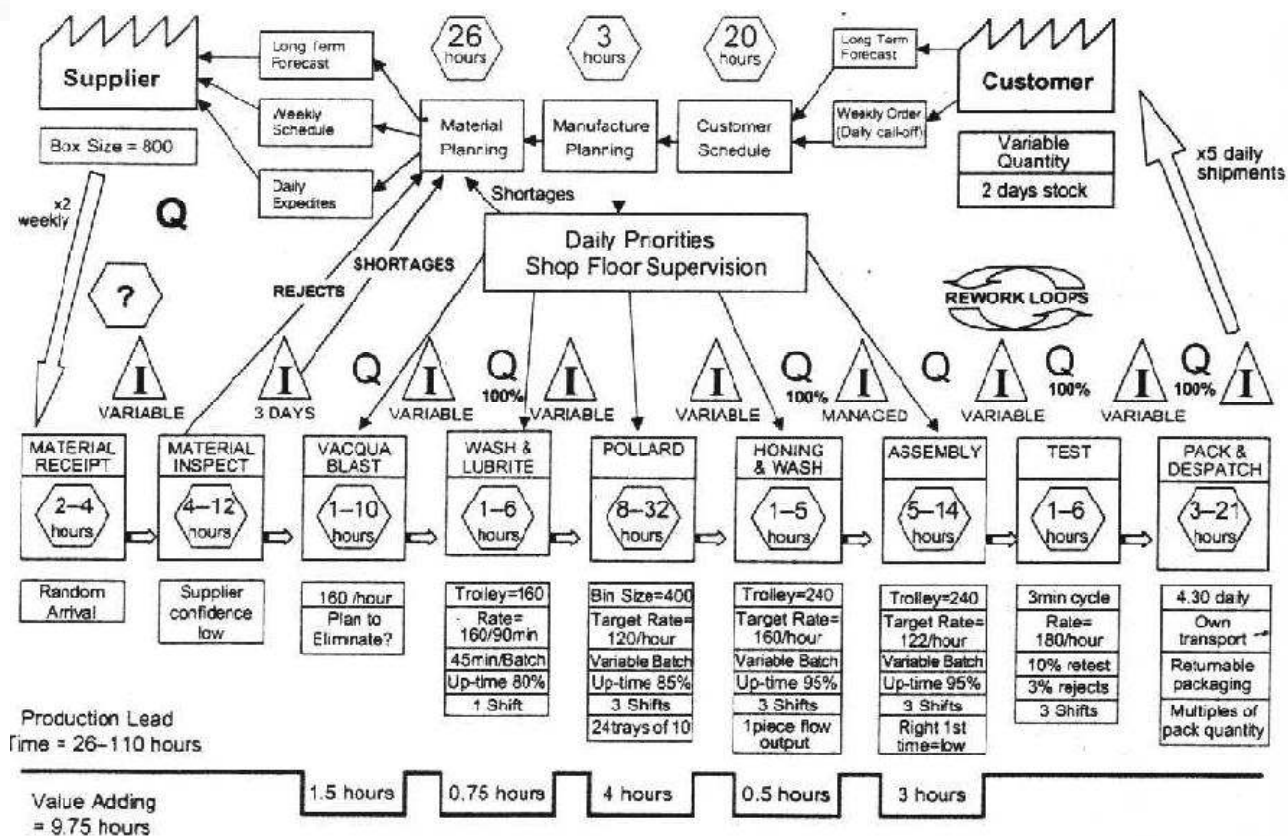 Supplier
Box Size = 800
x2
weekly
Q
Long Term
Forecast
Weekly
Schedule
Daily
Expedites
26
hours
3
hours
20
hours
Material
Planning
Manufacture
Planning
Customer
Schedule
Long Term
Forecast
Weekly Order
(Daily call-off)
Customer
Variable
Quantity
2 days stock
x5 daily
shipments
Shortages
Daily Priorities
Shop Floor Supervision
SHORTAGES
REJECTS
REWORK LOOPS
?
I
VARIABLE
I
3 DAYS
Q
I
VARIABLE
Q
100%
I
VARIABLE
I
VARIABLE
Q
100%
I
MANAGED
Q
I
VARIABLE
Q
100%
I
VARIABLE
Q
100%
I
MATERIAL
RECEIPT
2–4
hours
Random
Arrival
MATERIAL
INSPECT
4–12
hours
Supplier
confidence
low
VACQUA
BLAST
1–10
hours
160 /hour
Plan to
Eliminate?
WASH &
LUBRITE
1–6
hours
Trolley=160
Rate=
160/90min
45min/Batch
Up-time 80%
1 Shift
POLLARD
8–32
hours
Bin Size=400
Target Rate=
120/hour
Variable Batch
Up-time 85%
3 Shifts
24trays of 10
HONING
& WASH
1–5
hours
Trolley=240
Target Rate=
160/hour
Variable Batch
Up-time 95%
3 Shifts
1piece flow
output
ASSEMBLY
5–14
hours
Trolley=240
Target Rate=
122/hour
Variable Batch
Up-time 95%
3 Shifts
Right 1st
time=low
TEST
1–6
hours
3min cycle
Rate=
180/hour
10% retest
3% rejects
3 Shifts
PACK &
DESPATCH
3–21
hours
4.30 daily
Own
transport
Returnable
packaging
Multiples of
pack quantity
Production Lead
Time = 26–110 hours
Value Adding
= 9.75 hours
1.5 hours
0.75 hours
4 hours
0.5 hours
3 hours